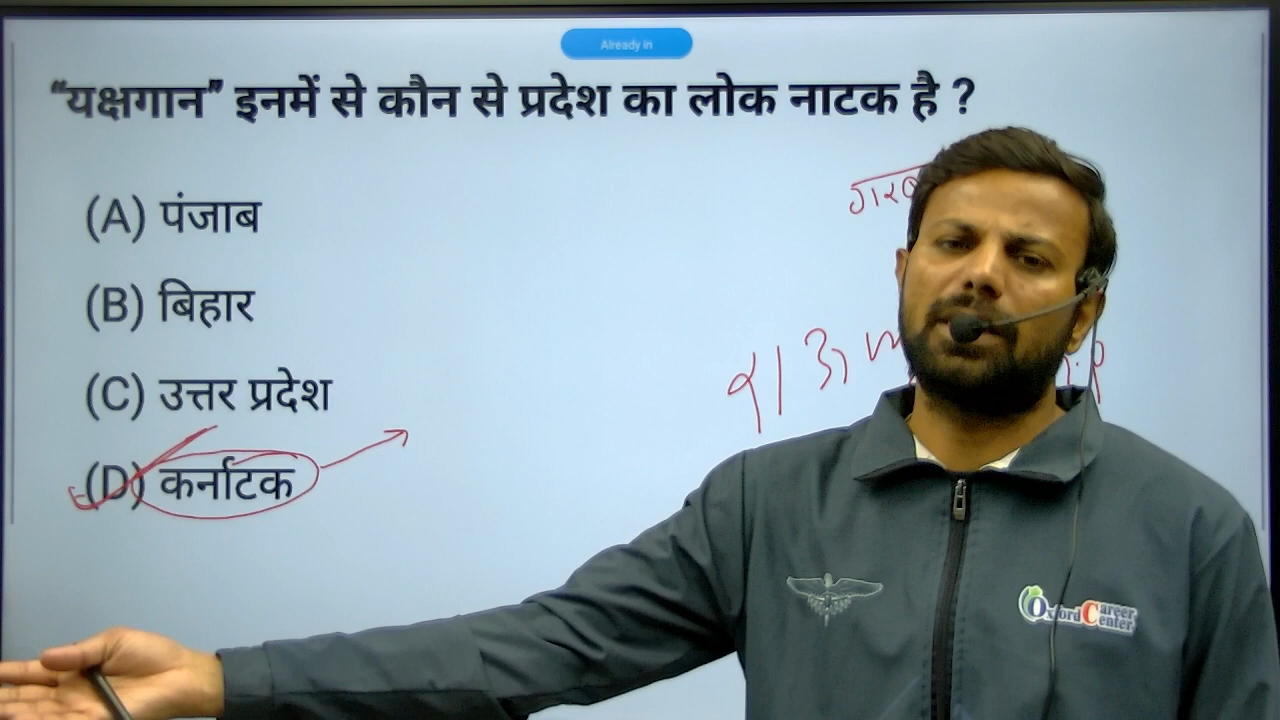 Already in
“यक्षगान” इनमें से कौन से प्रदेश का लोक नाटक है ?
(A) पंजाब
(B) बिहार
(C) उत्तर प्रदेश
(D) कर्नाटक
Oxford Career Center